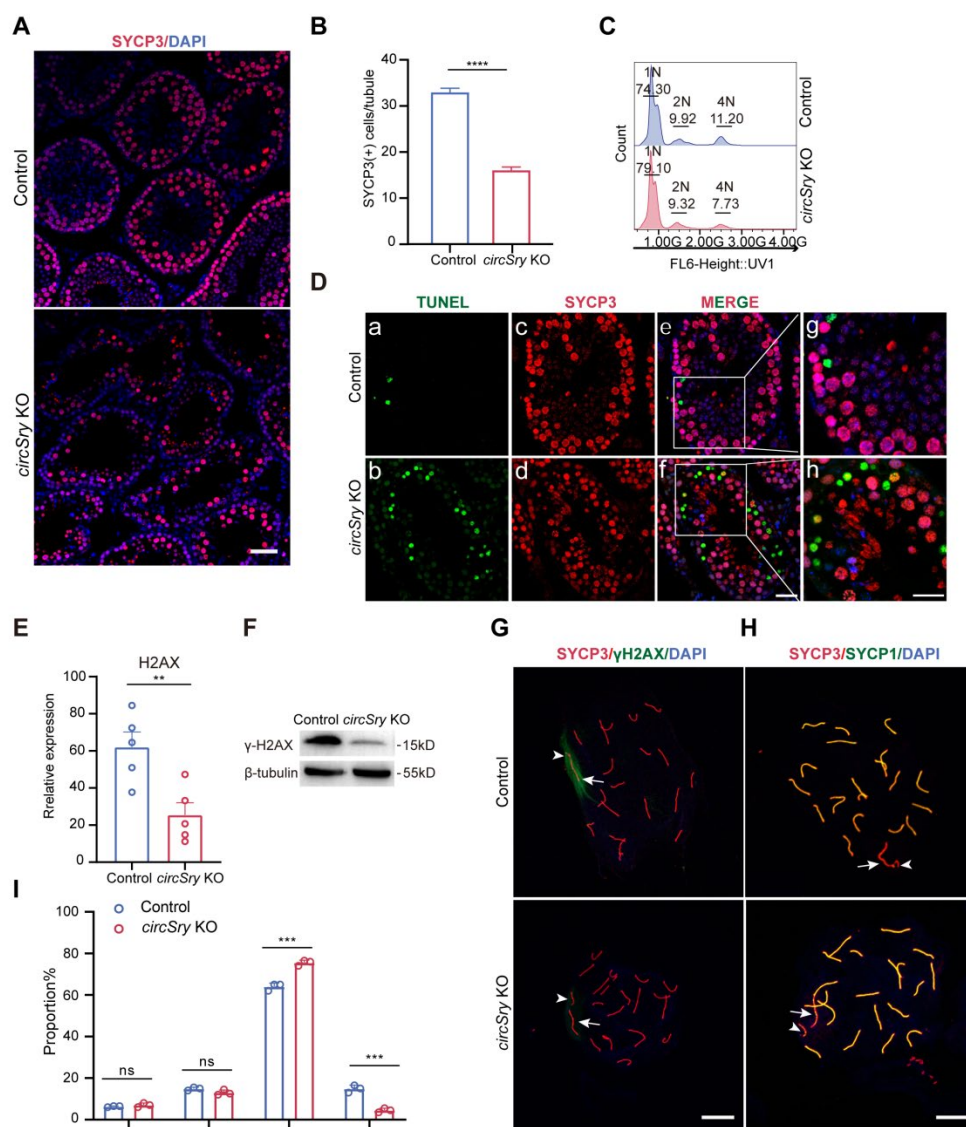 A
SYCP3/DAPI
Control
circSry KO
B
SYCP3(+) cells/tubule
40
30
20
10
0
****
Control circSry KO
C
Count
1N
74.30
2N
9.92
4N
11.20
Control
1N
79.10
2N
9.32
4N
7.73
circSry KO
1.00G 2.00G 3.00G 4.00G
FL6-Height::UV1
D
TUNEL SYCP3 MERGE
Control
a c e g
circSry KO
b d f h
E
H2AX
Rrelative expression
100
80
60
40
20
0
**
Control circSry KO
F
Control circSry KO
γ-H2AX -15kD
β-tubulin -55kD
G
SYCP3/γH2AX/DAPI
Control
circSry KO
H
SYCP3/SYCP1/DAPI
I
Control
circSry KO
Proportion%
100
80
60
40
20
0
ns
ns
***
***